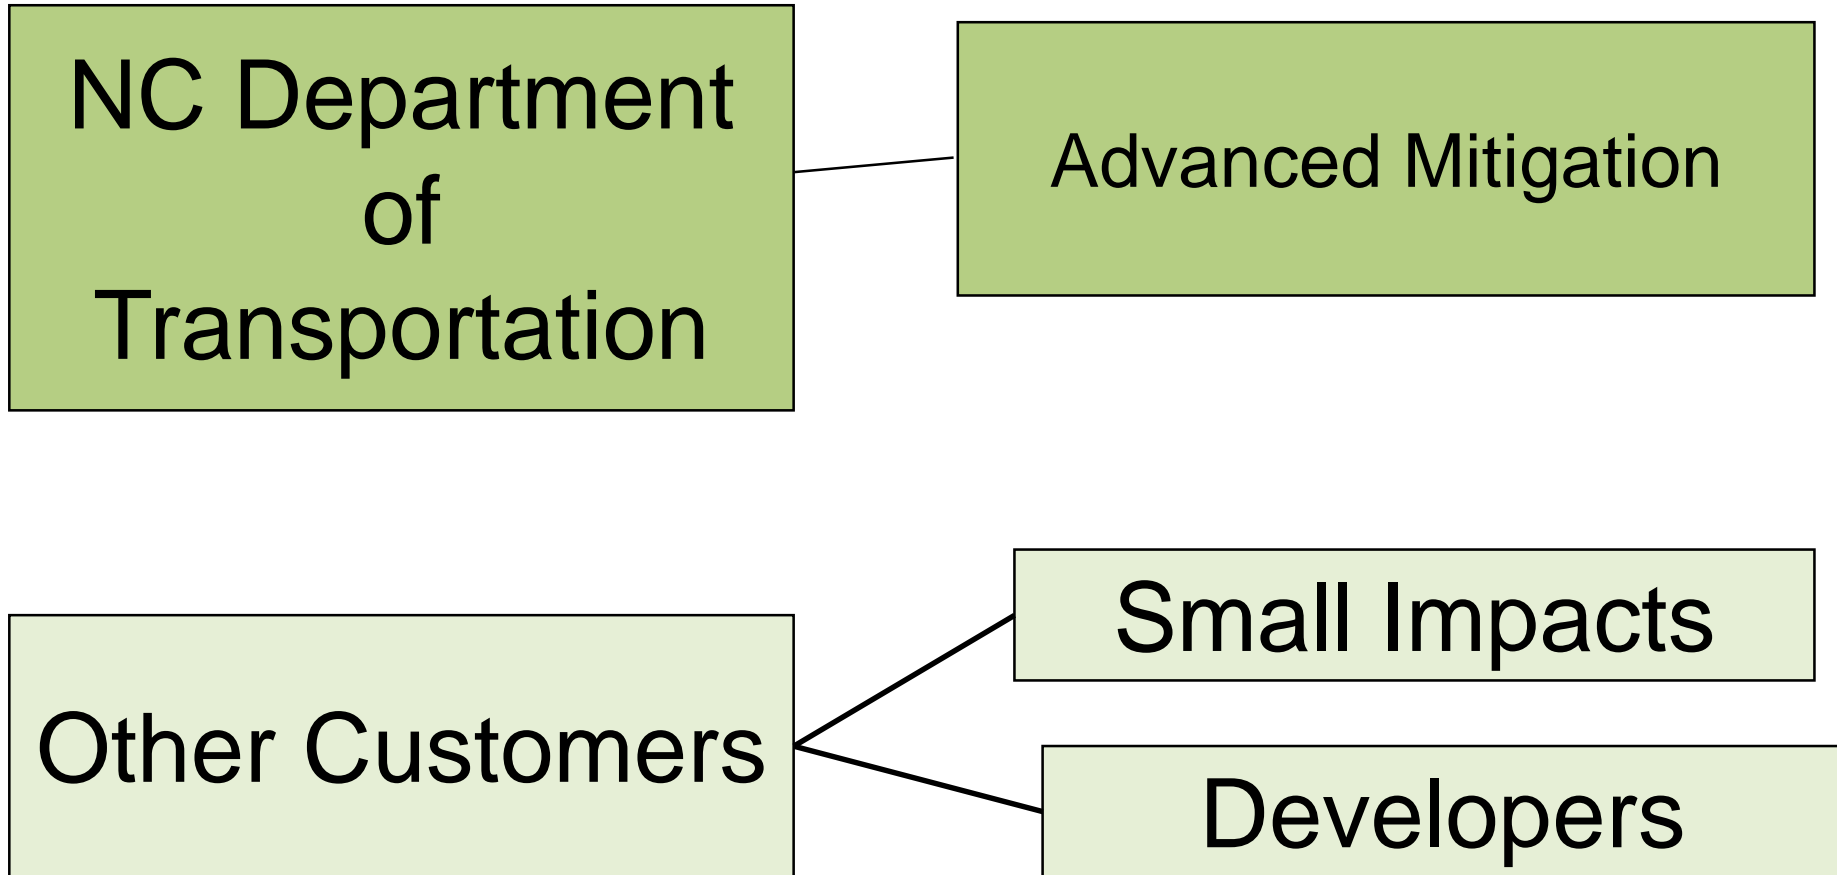 NC Department
of
Transportation
Advanced Mitigation
Small Impacts
Other Customers
Developers